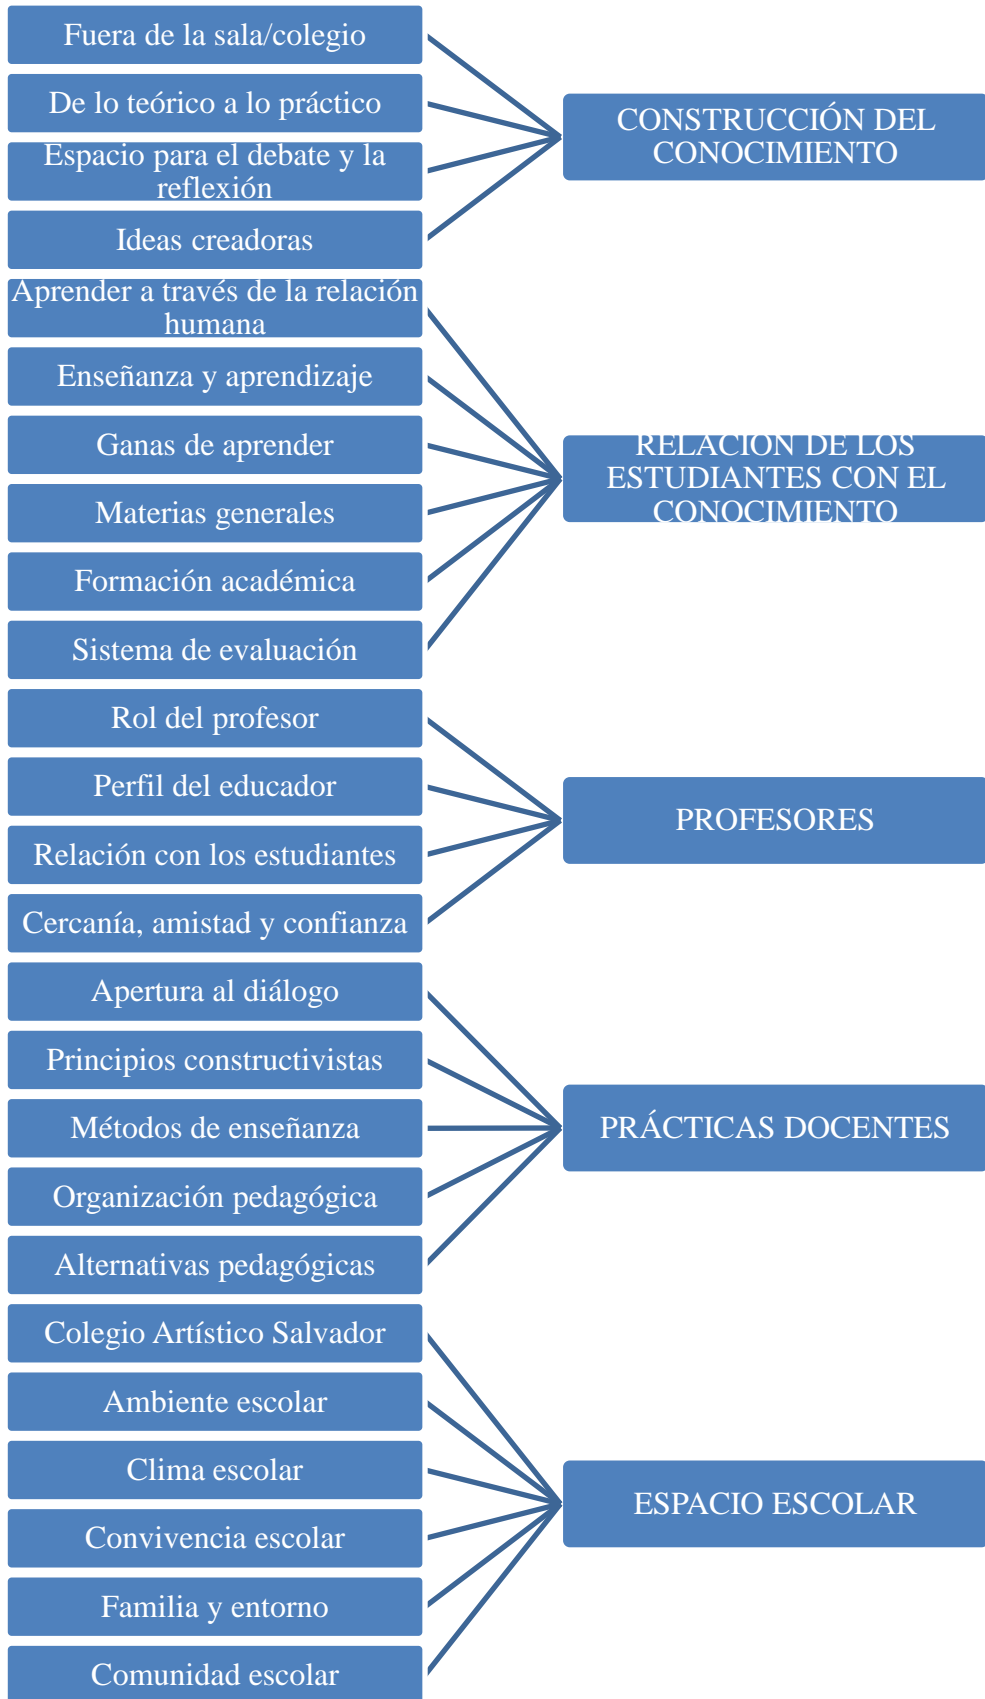 Fuera de la sala/colegio
De lo teórico a lo práctico
Espacio para el debate y la
reflexión
Ideas creadoras
CONSTRUCCIÓN DEL
CONOCIMIENTO
Aprender a través de la relación
humana
Enseñanza y aprendizaje
Ganas de aprender
Materias generales
Formación académica
Sistema de evaluación
RELACIÓN DE LOS
ESTUDIANTES CON EL
CONOCIMIENTO
Rol del profesor
Perfil del educador
Relación con los estudiantes
Cercanía, amistad y confianza
PROFESORES
Apertura al diálogo
Principios constructivistas
Métodos de enseñanza
Organización pedagógica
Alternativas pedagógicas
PRÁCTICAS DOCENTES
Colegio Artístico Salvador
Ambiente escolar
Clima escolar
Convivencia escolar
Familia y entorno
Comunidad escolar
ESPACIO ESCOLAR